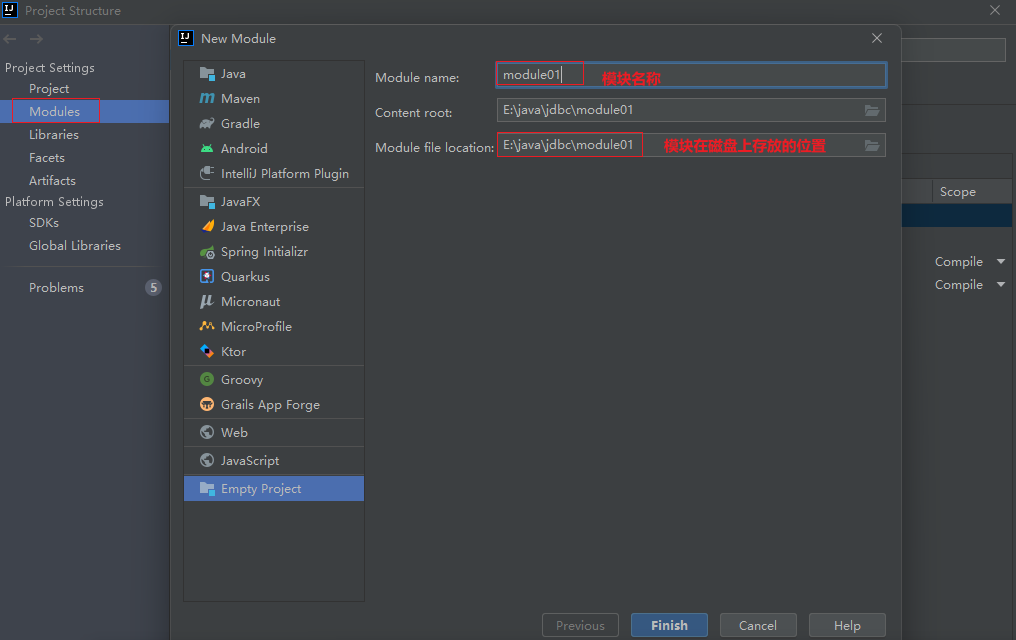 Project Structure
New Module
Project Settings
Project
Modules
Libraries
Facets
Artifacts
Platform Settings
SDKs
Global Libraries
Problems
5
Java
Maven
Gradle
Android
IntelliJ Platform Plugin
JavaFX
Java Enterprise
Spring Initializr
Quarkus
Micronaut
MicroProfile
Ktor
Groovy
Grails App Forge
Web
JavaScript
Empty Project
Module name: module01 模块名称
Content root: E:\java\jdbc\module01
Module file location: E:\java\jdbc\module01 模块在磁盘上存放的位置
Scope
Compile
Compile
Previous Finish Cancel Help